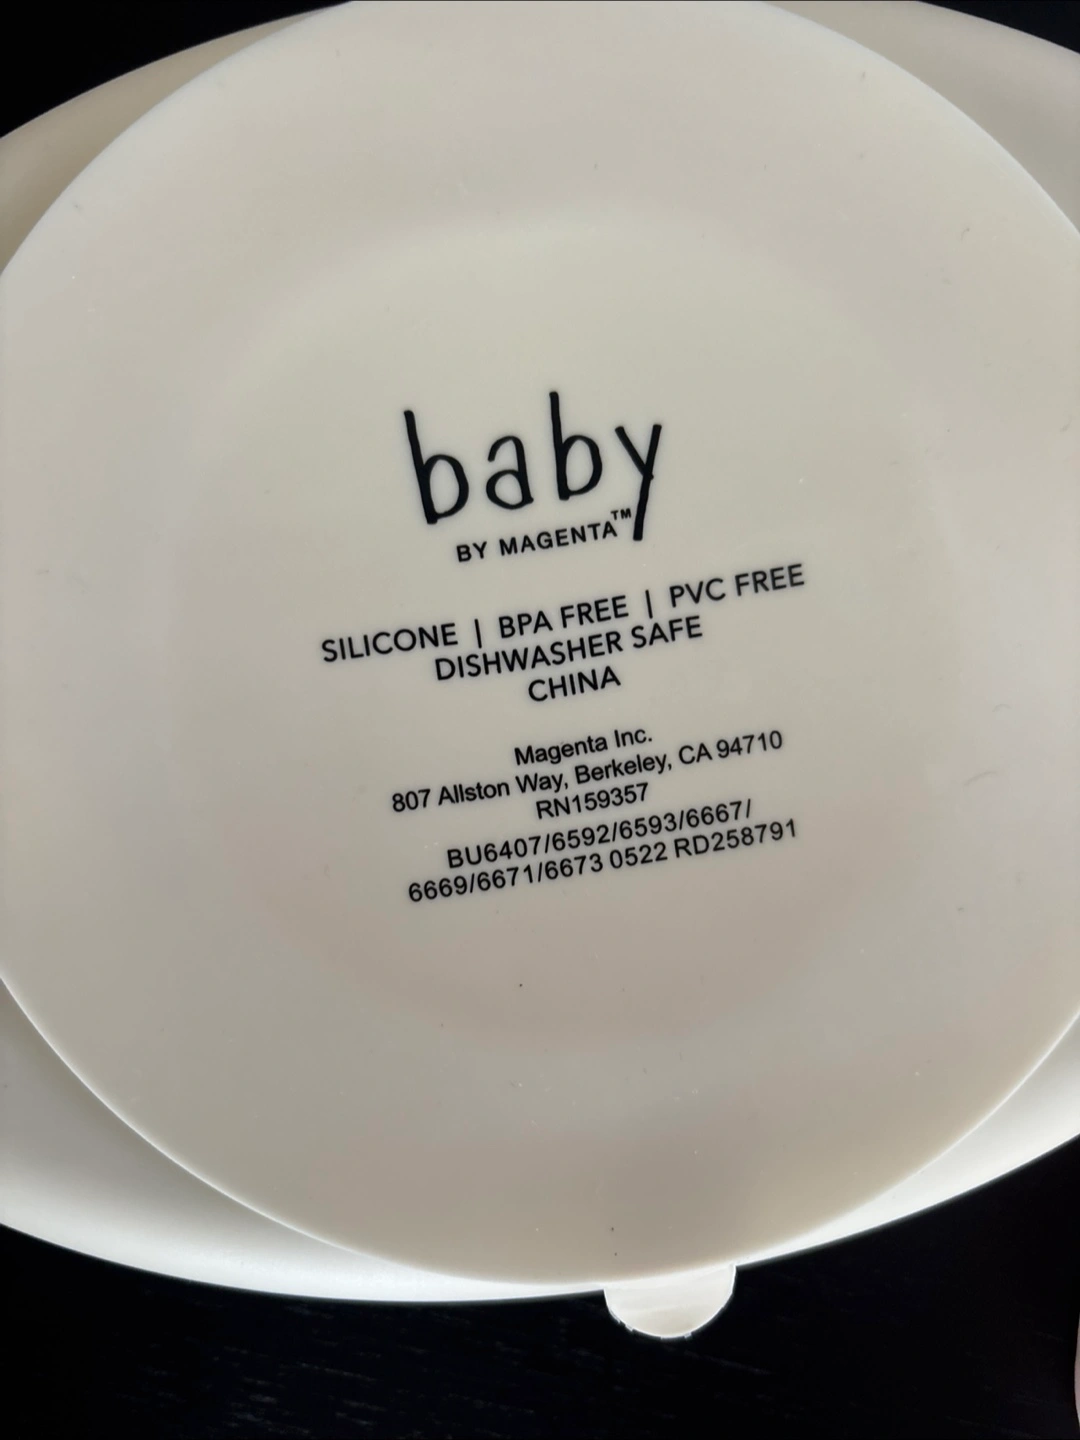 baby
BY MAGENTA™
SILICONE | BPA FREE | PVC FREE
DISHWASHER SAFE
CHINA
Magenta Inc.
807 Allston Way, Berkeley, CA 94710
RN159357
BU6407/6592/6593/6667/
6669/6671/6673 0522 RD258791